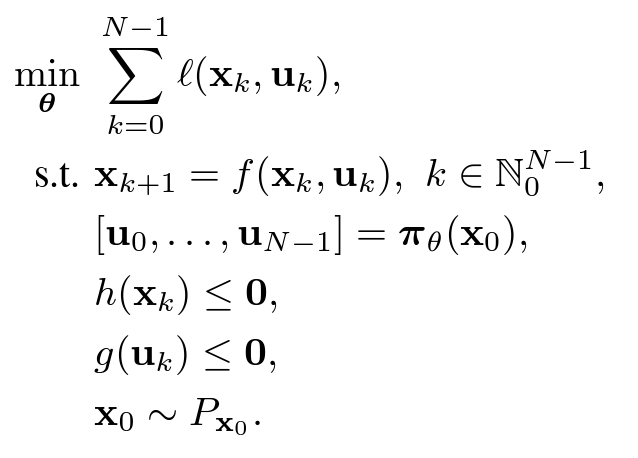 min_θ ∑_{k=0}^{N−1} ℓ(x_k, u_k),
s.t. x_{k+1} = f(x_k, u_k), k ∈ ℕ_0^{N−1},
[u_0, . . . , u_{N−1}] = π_θ(x_0),
h(x_k) ≤ 0,
g(u_k) ≤ 0,
x_0 ∼ P_{x_0}.